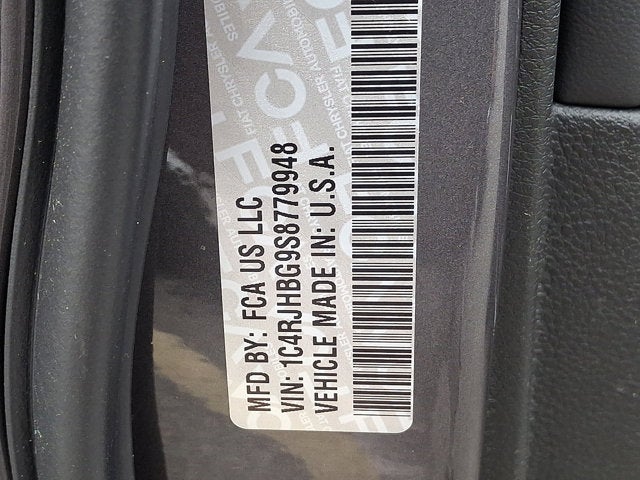 MFD BY: FCA US LLC
VIN: 1C4RJHBG9S8779948
VEHICLE MADE IN: U.S.A.